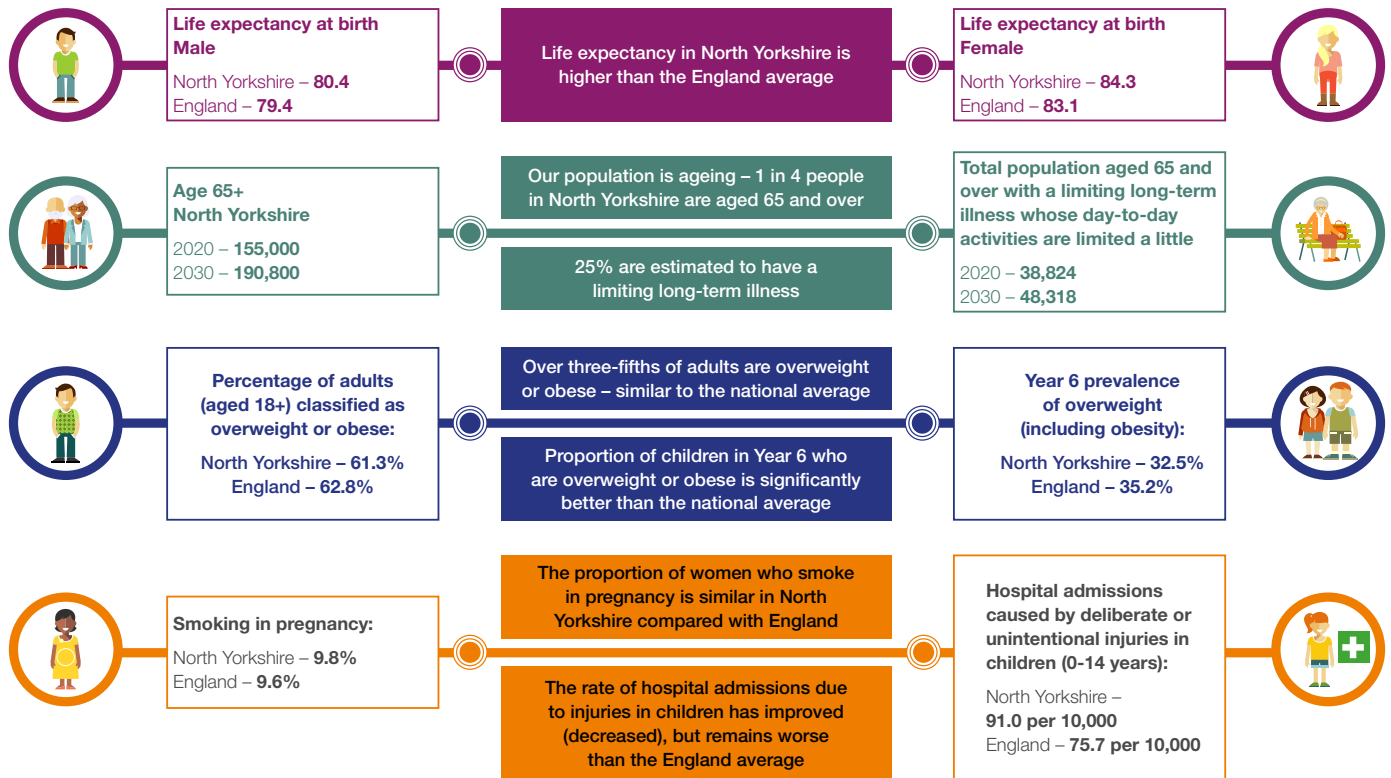 Life expectancy at birth
Male
North Yorkshire – 80.4
England – 79.4
Life expectancy in North Yorkshire is
higher than the England average
Life expectancy at birth
Female
North Yorkshire – 84.3
England – 83.1
Age 65+
North Yorkshire
2020 – 155,000
2030 – 190,800
Our population is ageing – 1 in 4 people
in North Yorkshire are aged 65 and over
25% are estimated to have a
limiting long-term illness
Total population aged 65 and
over with a limiting long-term
illness whose day-to-day
activities are limited a little
2020 – 38,824
2030 – 48,318
Percentage of adults
(aged 18+) classified as
overweight or obese:
North Yorkshire – 61.3%
England – 62.8%
Over three-fifths of adults are overweight
or obese – similar to the national average
Proportion of children in Year 6 who
are overweight or obese is significantly
better than the national average
Year 6 prevalence
of overweight
(including obesity):
North Yorkshire – 32.5%
England – 35.2%
Smoking in pregnancy:
North Yorkshire – 9.8%
England – 9.6%
The proportion of women who smoke
in pregnancy is similar in North
Yorkshire compared with England
The rate of hospital admissions due
to injuries in children has improved
(decreased), but remains worse
than the England average
Hospital admissions
caused by deliberate or
unintentional injuries in
children (0-14 years):
North Yorkshire –
91.0 per 10,000
England – 75.7 per 10,000